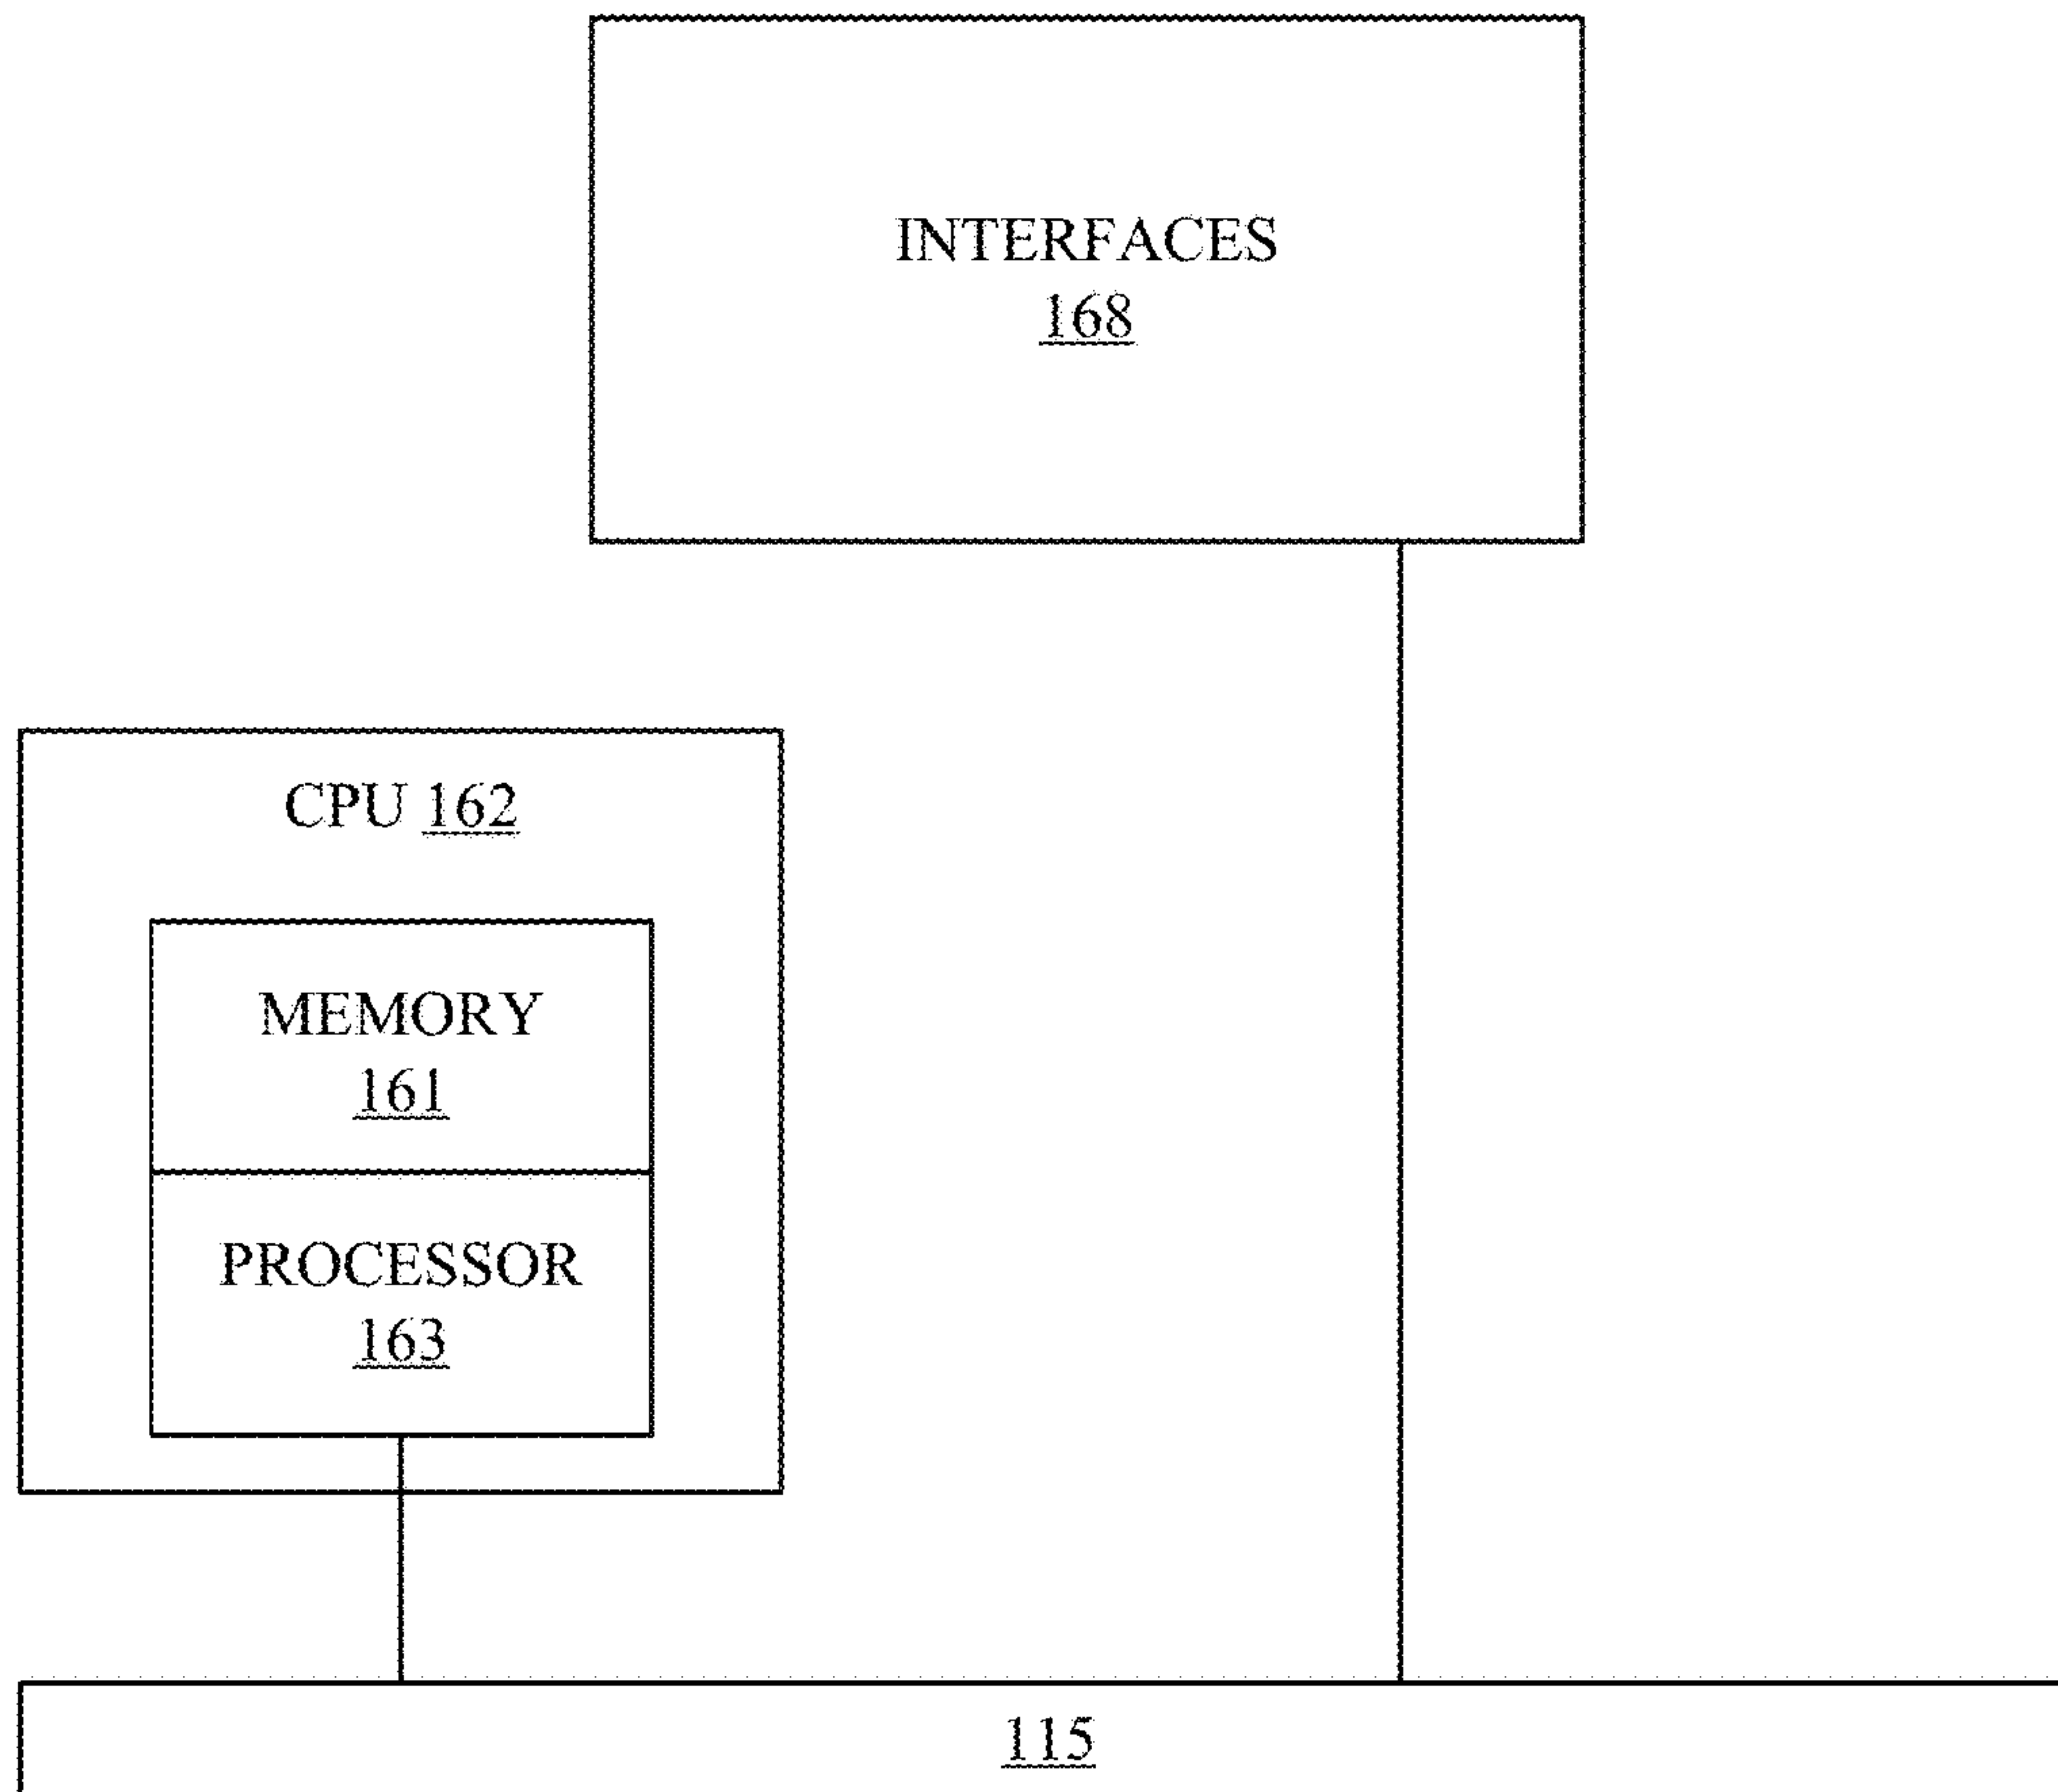 INTERFACES
168
CPU 162
MEMORY
161
PROCESSOR
163
115